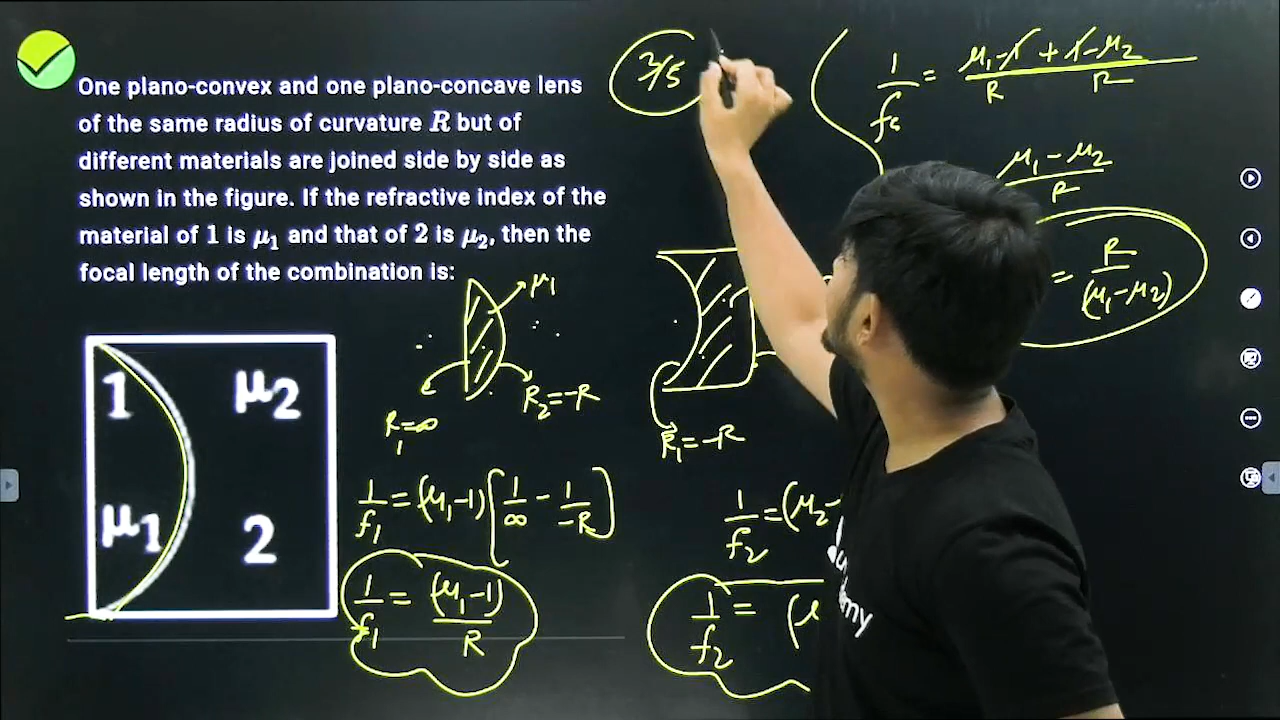 One plano-convex and one plano-concave lens
of the same radius of curvature R but of
different materials are joined side by side as
shown in the figure. If the refractive index of the
material of 1 is μ₁ and that of 2 is μ₂, then the
focal length of the combination is:
1
μ₂
μ₁
2
μ₁
R₁=∞
R₂=-R
1/f₁ = (μ₁-1)[1/∞ - 1/-R]
1/f₁ = (μ₁-1)/R
R₁=-R
1/f₂ = (μ₂-
1/f₂ =
= (μ₁-1)/R + (1-μ₂)/R
(μ₁-μ₂)/R
= R/(μ₁-μ₂)